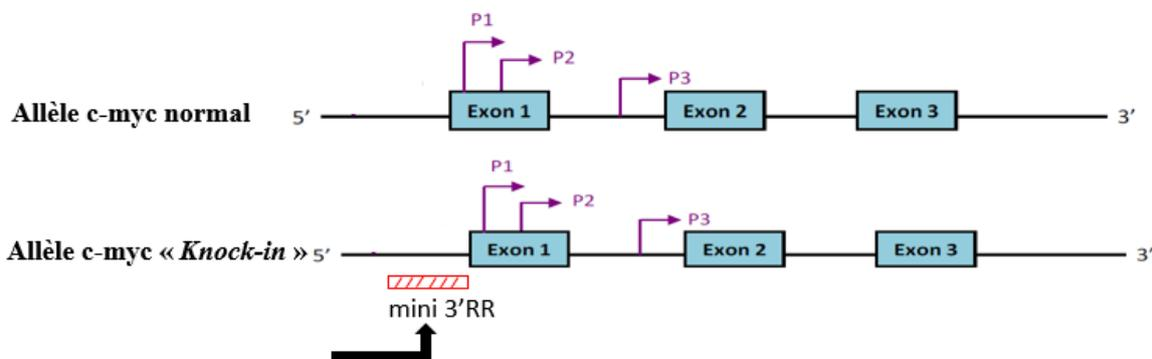 P1
P2
P3
Allèle c-myc normal 5’ Exon 1 Exon 2 Exon 3 3’
P1
P2
P3
Allèle c-myc « Knock-in » 5’ Exon 1 Exon 2 Exon 3 3’
mini 3’RR